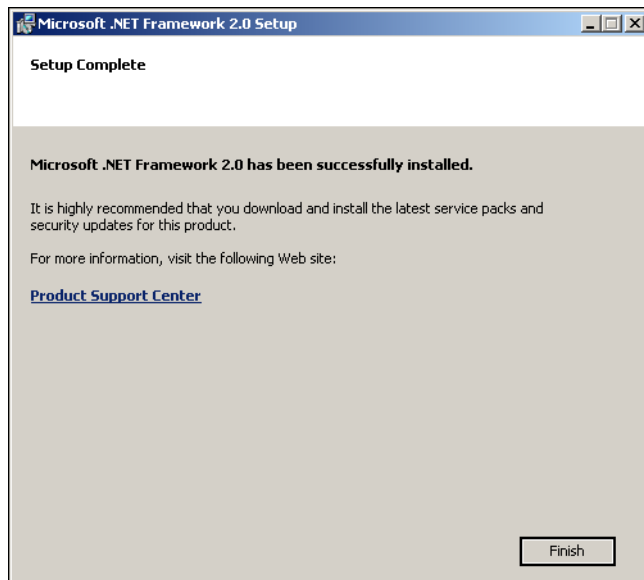 Microsoft .NET Framework 2.0 Setup
Setup Complete
Microsoft .NET Framework 2.0 has been successfully installed.
It is highly recommended that you download and install the latest service packs and
security updates for this product.
For more information, visit the following Web site:
Product Support Center
Finish